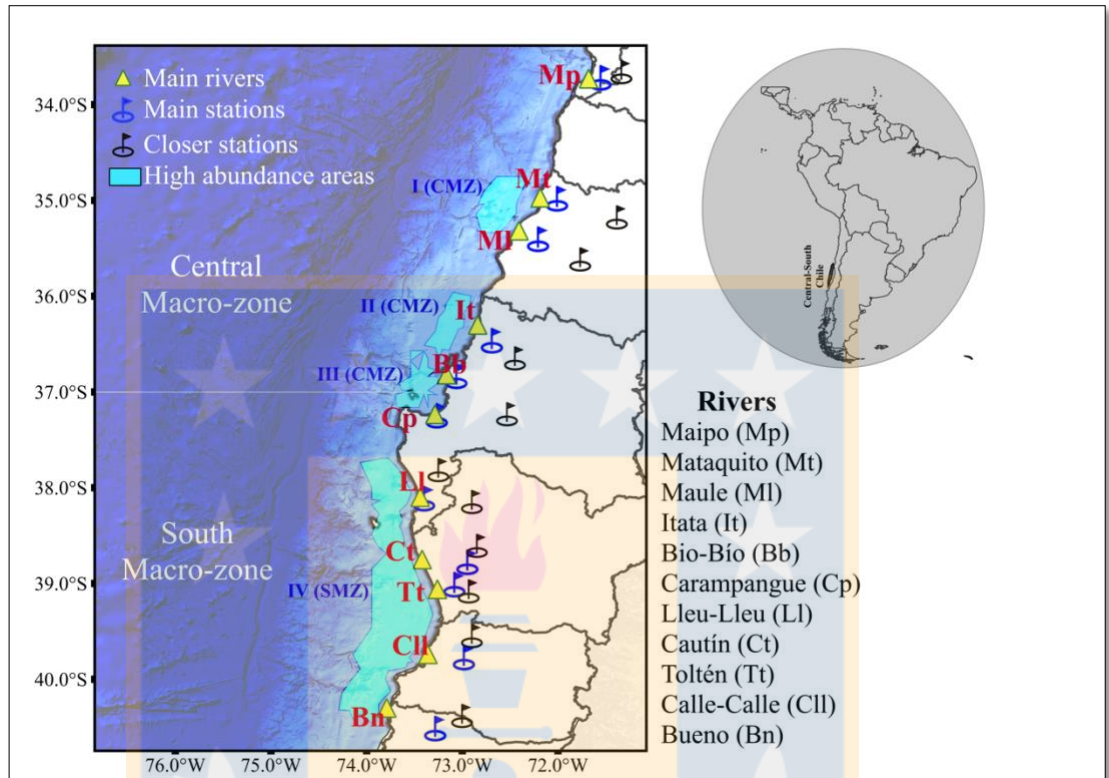 Main rivers
Main stations
Closer stations
High abundance areas
34.0°S
35.0°S
36.0°S
37.0°S
38.0°S
39.0°S
40.0°S
76.0°W
75.0°W
74.0°W
73.0°W
72.0°W
Mp
I (CMZ)
Mt
Ml
Central
Macro-zone
II (CMZ)
It
III (CMZ)
Bb
Cp
Ll
South
Macro-zone
Ct
IV (SMZ)
Tt
Cll
Bn
Central-South
Chile
Rivers
Maipo (Mp)
Mataquito (Mt)
Maule (Ml)
Itata (It)
Bio-Bío (Bb)
Carampangue (Cp)
Lleu-Lleu (Ll)
Cautín (Ct)
Toltén (Tt)
Calle-Calle (Cll)
Bueno (Bn)